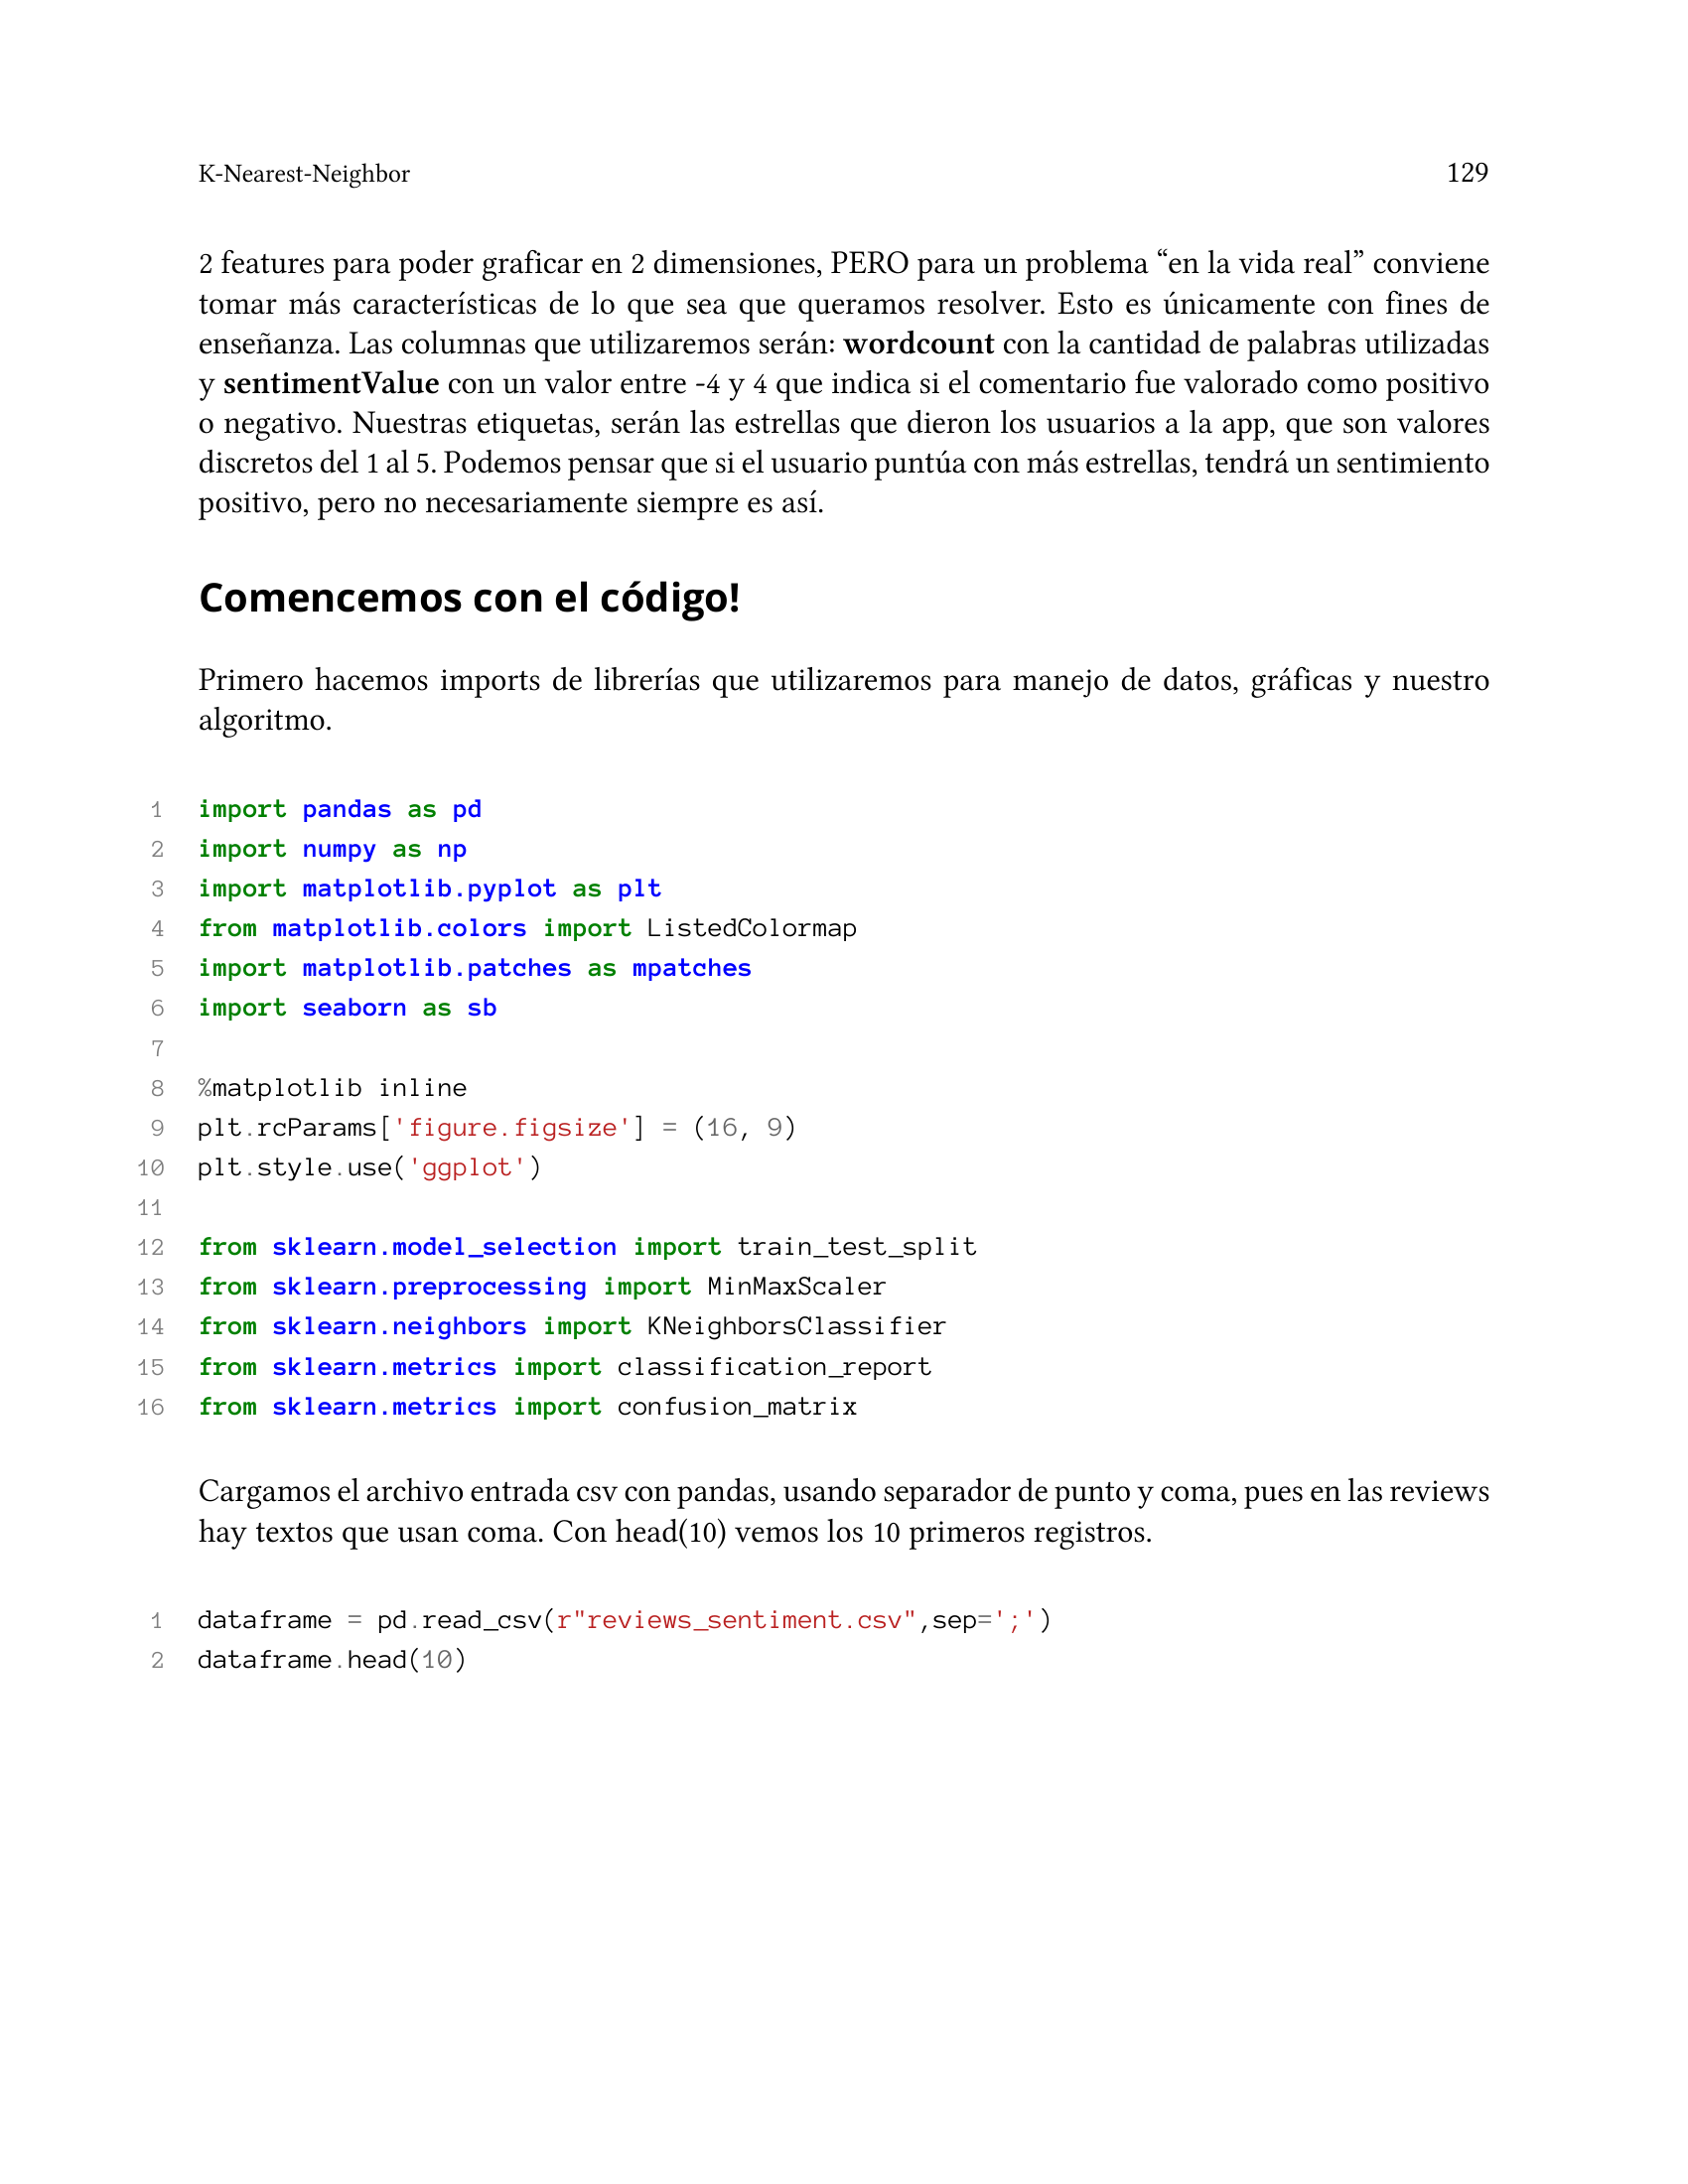 K-Nearest-Neighbor 129
2 features para poder graficar en 2 dimensiones, PERO para un problema “en la vida real” conviene
tomar más características de lo que sea que queramos resolver. Esto es únicamente con fines de
enseñanza. Las columnas que utilizaremos serán: wordcount con la cantidad de palabras utilizadas
y sentimentValue con un valor entre -4 y 4 que indica si el comentario fue valorado como positivo
o negativo. Nuestras etiquetas, serán las estrellas que dieron los usuarios a la app, que son valores
discretos del 1 al 5. Podemos pensar que si el usuario puntúa con más estrellas, tendrá un sentimiento
positivo, pero no necesariamente siempre es así.
Comencemos con el código!
Primero hacemos imports de librerías que utilizaremos para manejo de datos, gráficas y nuestro
algoritmo.
1 import pandas as pd
2 import numpy as np
3 import matplotlib.pyplot as plt
4 from matplotlib.colors import ListedColormap
5 import matplotlib.patches as mpatches
6 import seaborn as sb
7
8 %matplotlib inline
9 plt.rcParams['figure.figsize'] = (16, 9)
10 plt.style.use('ggplot')
11
12 from sklearn.model_selection import train_test_split
13 from sklearn.preprocessing import MinMaxScaler
14 from sklearn.neighbors import KNeighborsClassifier
15 from sklearn.metrics import classification_report
16 from sklearn.metrics import confusion_matrix
Cargamos el archivo entrada csv con pandas, usando separador de punto y coma, pues en las reviews
hay textos que usan coma. Con head(10) vemos los 10 primeros registros.
1 dataframe = pd.read_csv(r"reviews_sentiment.csv",sep=';')
2 dataframe.head(10)